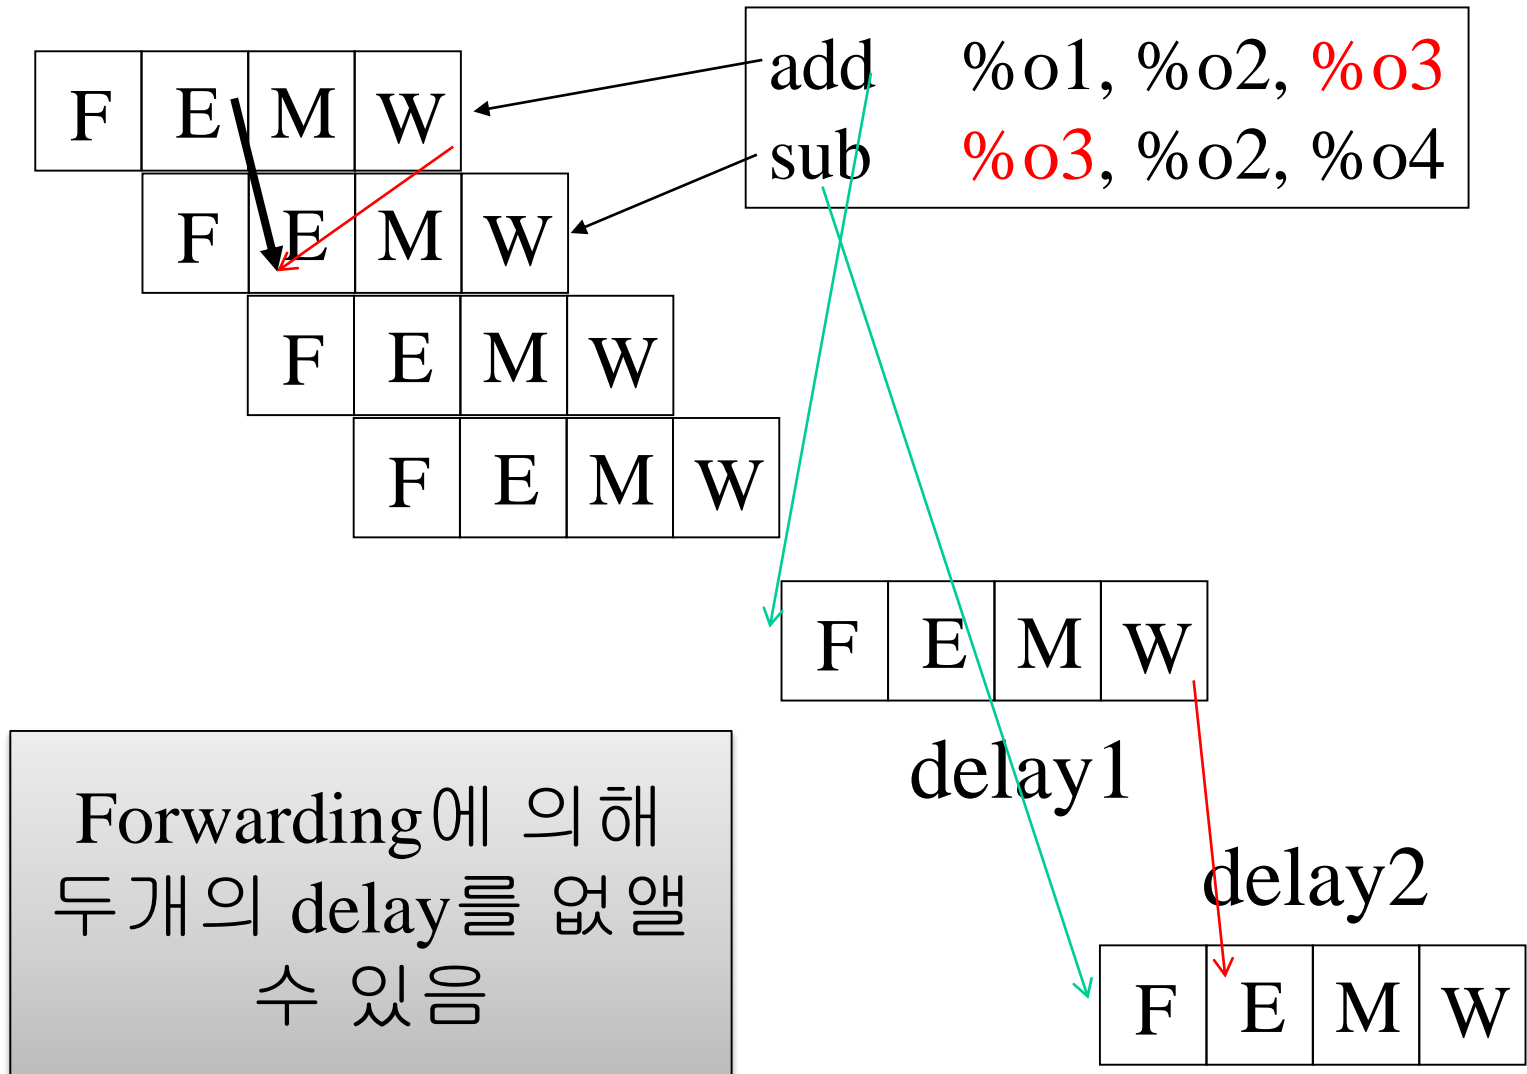 add %o1, %o2, %o3
sub %o3, %o2, %o4
F E M W
F E M W
F E M W
F E M W
F E M W
delay1
delay2
F E M W
Forwarding에 의해
두개의 delay를 없앨
수 있음